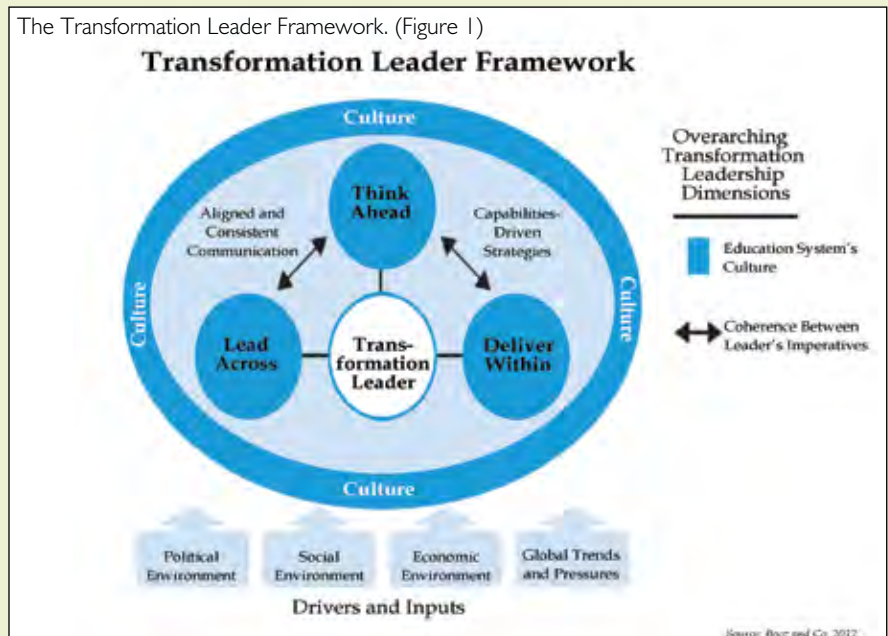 The Transformation Leader Framework. (Figure 1)
Transformation Leader Framework
Culture
Think
Ahead
Aligned and
Consistent
Communication
Capabilities-
Driven
Strategies
Culture
Culture
Lead
Across
Trans-
formation
Leader
Deliver
Within
Culture
Overarching
Transformation
Leadership
Dimensions
Education System's
Culture
Coherence Between
Leader's Imperatives
Political
Environment
Social
Environment
Economic
Environment
Global Trends
and Pressures
Drivers and Inputs
Source: Booz and Co. 2012